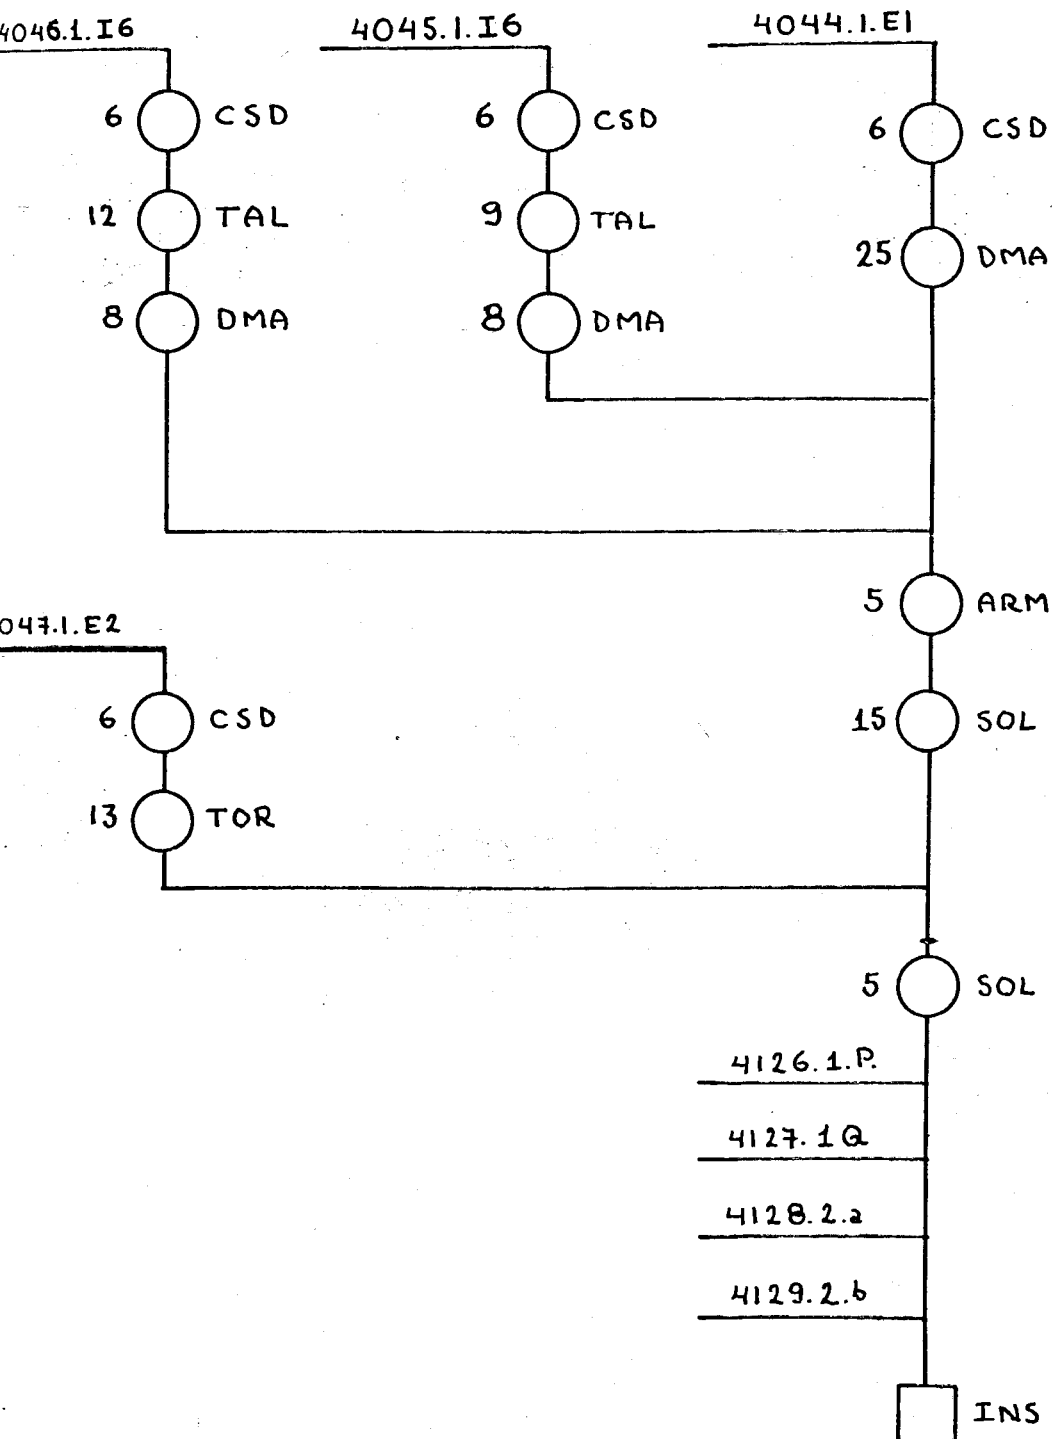 4046.1.I6
4045.1.I6
4044.1.E1
6 CSD
6 CSD
6 CSD
12 TAL
9 TAL
25 DMA
8 DMA
8 DMA
5 ARM
047.1.E2
6 CSD
15 SOL
13 TOR
5 SOL
4126.1.P.
4127.1Q
4128.2.a
4129.2.b
INS